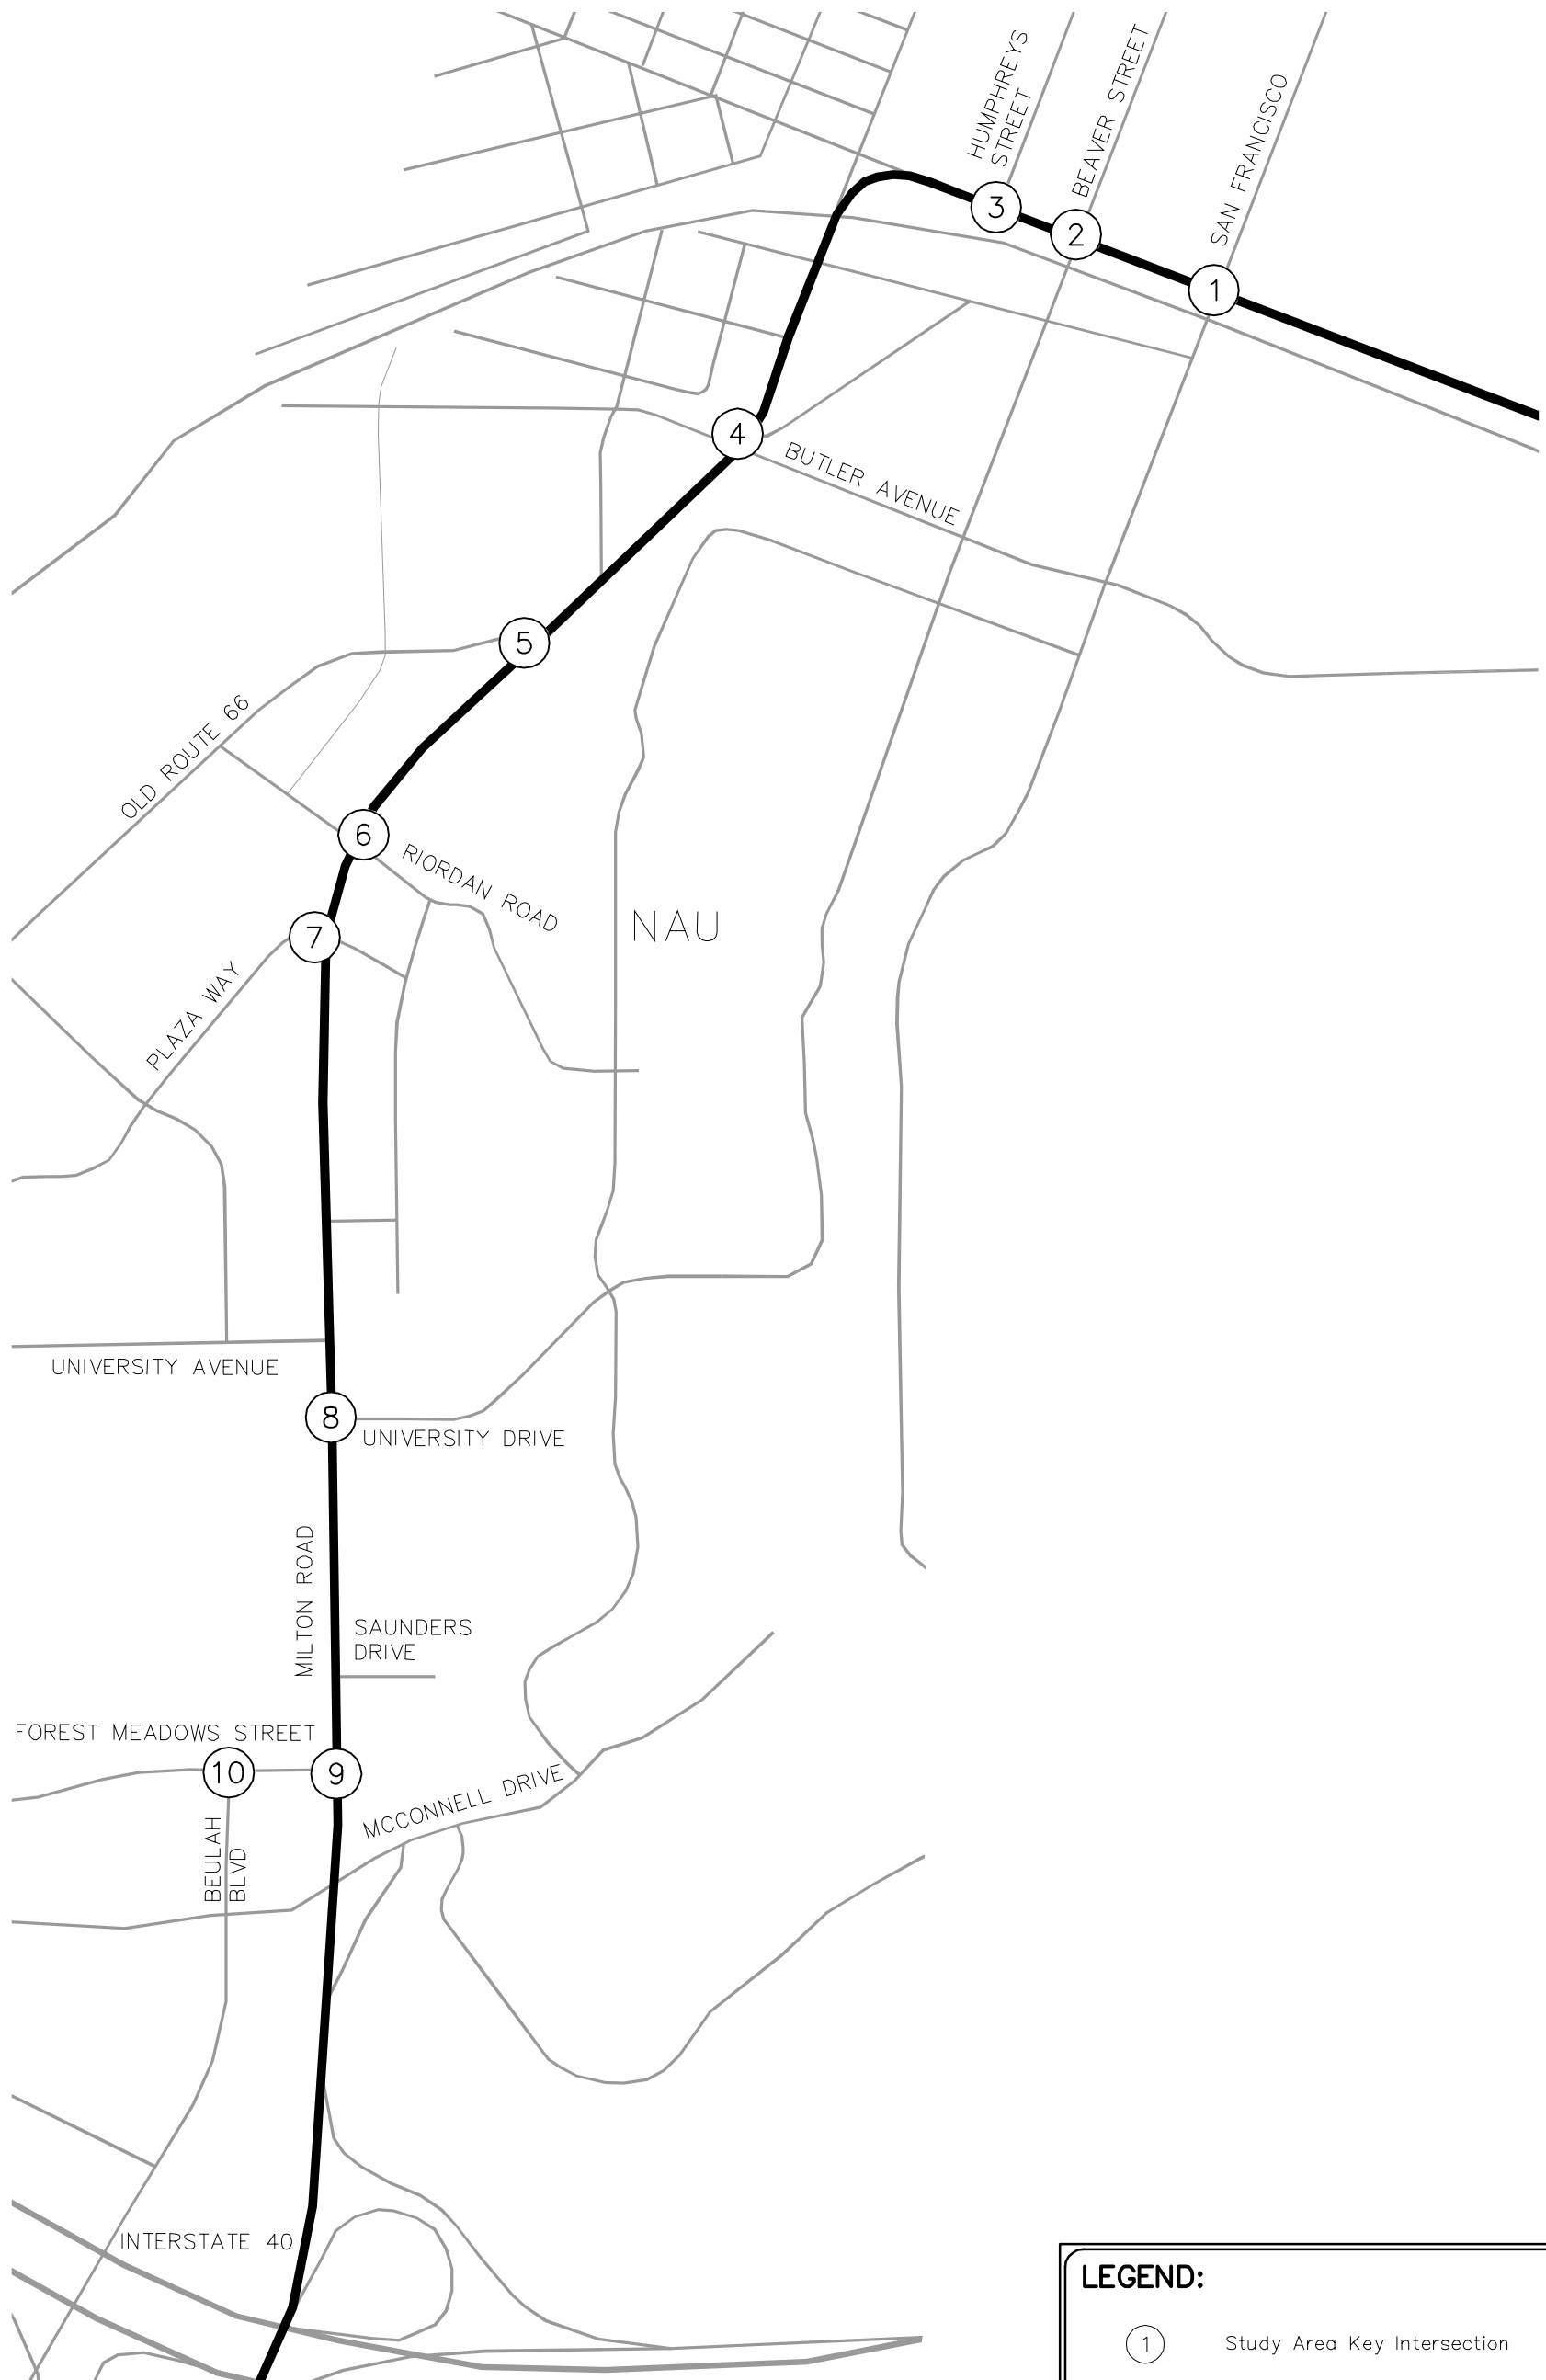 HUMPHREYS
STREET
BEAVER STREET
SAN FRANCISCO
3
2
1
4
BUTLER AVENUE
5
OLD ROUTE 66
6
RIORDAN ROAD
NAU
7
PLAZA WAY
UNIVERSITY AVENUE
8
UNIVERSITY DRIVE
MILTON ROAD
SAUNDERS
DRIVE
FOREST MEADOWS STREET
10
9
MCCONNELL DRIVE
BEULAH
BLVD
INTERSTATE 40
LEGEND:
1 Study Area Key Intersection